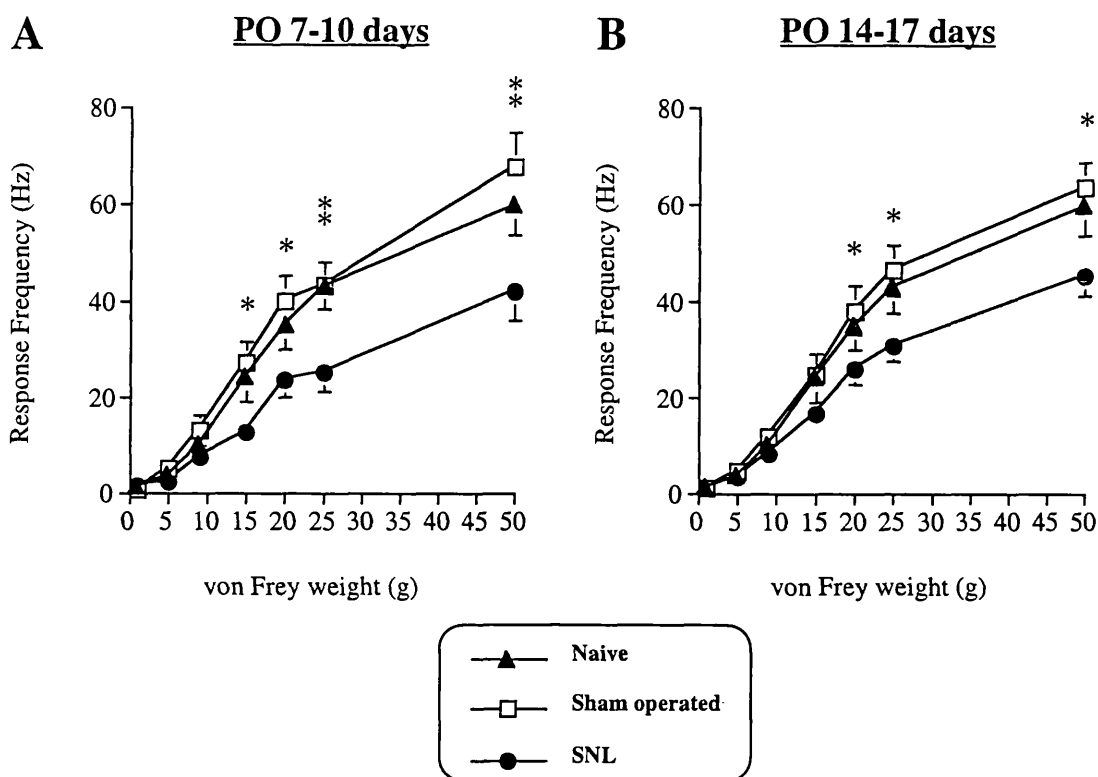 A PO 7-10 days
**
80
60
40
20
0
Response Frequency (Hz)
* * ** 
0 5 10 15 20 25 30 35 40 45 50
von Frey weight (g)
B PO 14-17 days
*
80
60
40
20
0
Response Frequency (Hz)
* *
0 5 10 15 20 25 30 35 40 45 50
von Frey weight (g)
Naive
Sham operated
SNL